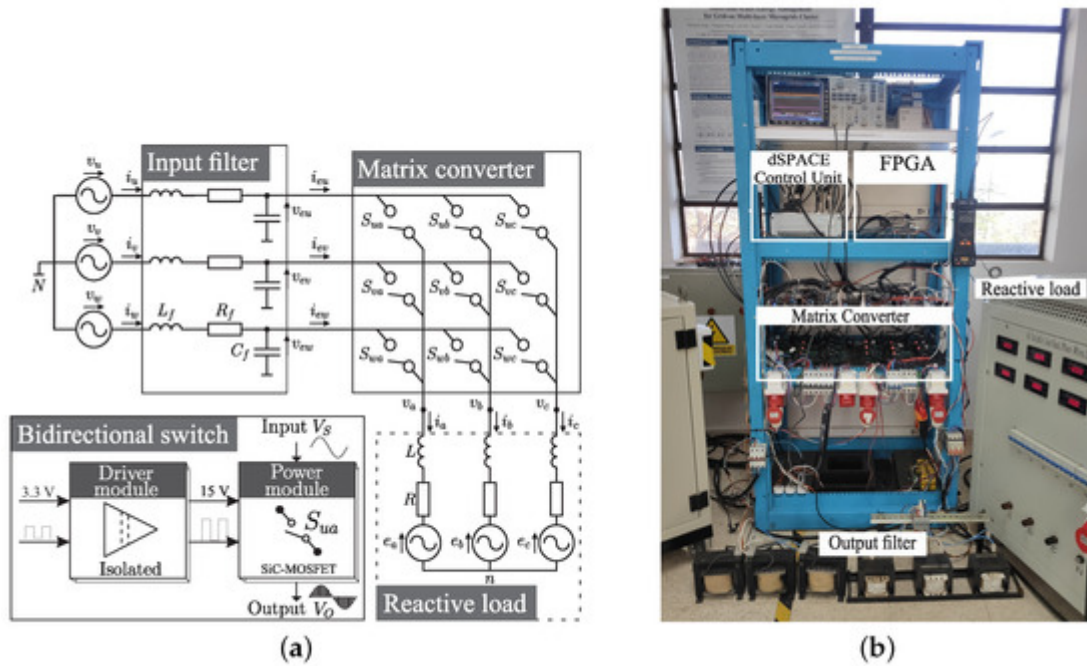 Input filter
Matrix converter
v_u
i_u
i_eu
v_eu
S_ua
S_ub
S_uc
v_v
i_v
i_ev
v_ev
S_va
S_vb
S_vc
N
v_w
i_w
L_f
R_f
C_f
i_ew
v_ew
S_wa
S_wb
S_wc
v_a
i_a
v_b
i_b
v_c
i_c
L
R
e_a
e_b
e_c
n
Reactive load
Bidirectional switch
Input V_S
Driver module
Power module
3.3 V
15 V
S_ua
Isolated
SiC-MOSFET
Output V_O
(a)
dSPACE
Control Unit
FPGA
Reactive load
Matrix Converter
Output filter
(b)